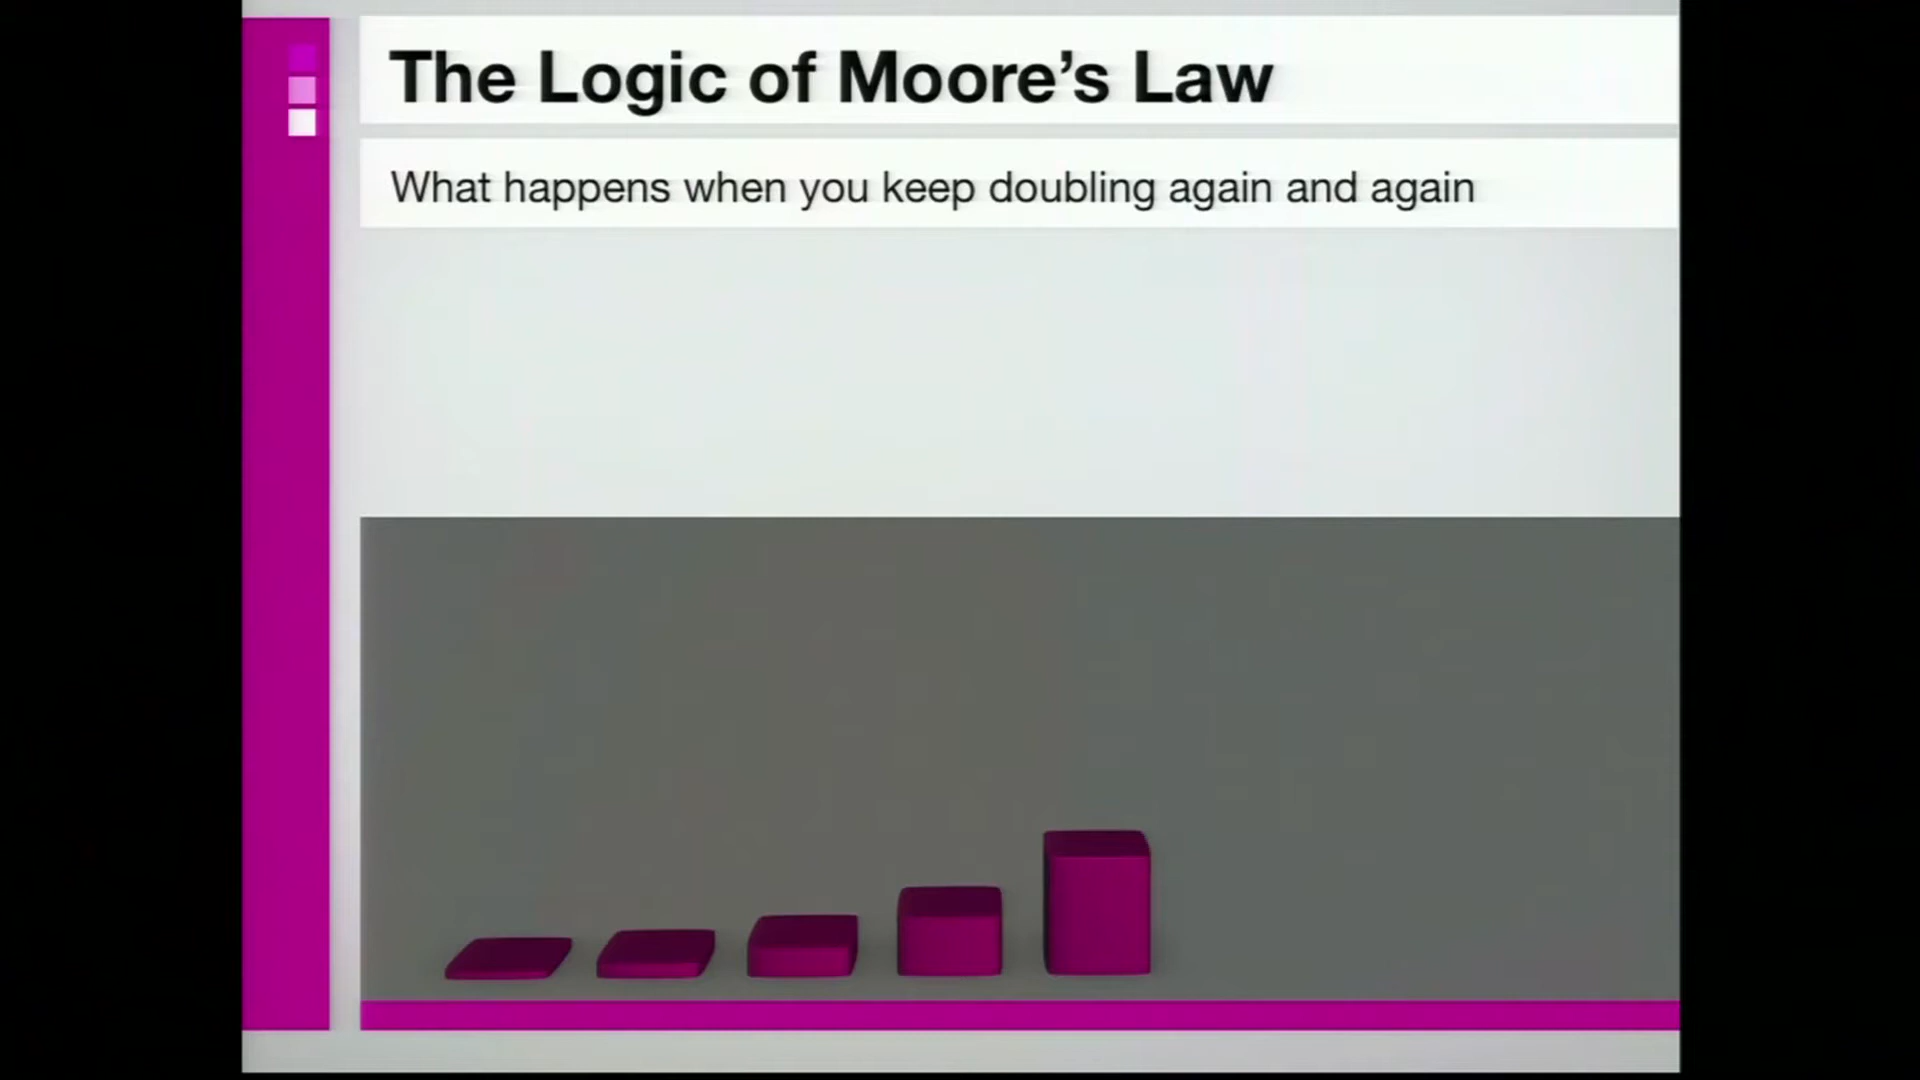 The Logic of Moore’s Law
What happens when you keep doubling again and again